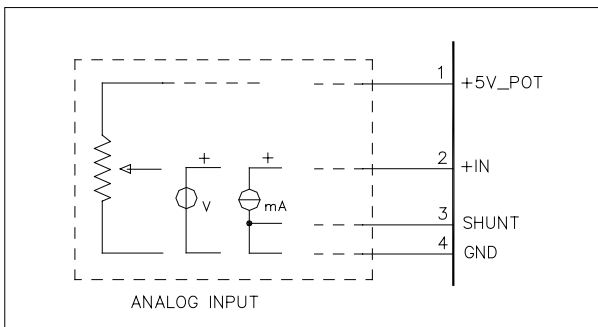 1 +5V_POT
+ + 2 +IN
V mA
3 SHUNT
4 GND
ANALOG INPUT